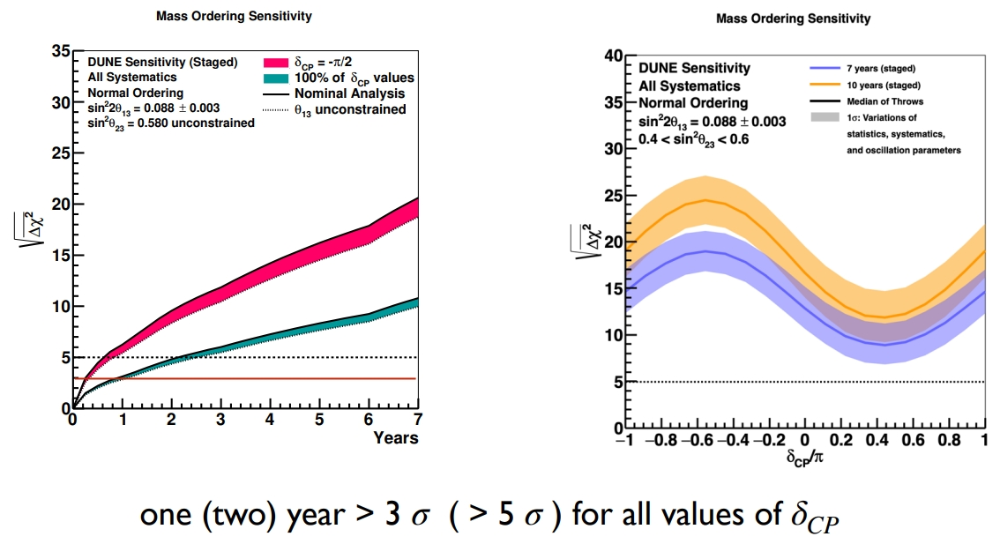 Mass Ordering Sensitivity
35
30
25
20
15
10
5
0
√Δχ²
DUNE Sensitivity (Staged)
All Systematics
Normal Ordering
sin²2θ₁₃ = 0.088 ± 0.003
sin²θ₂₃ = 0.580 unconstrained
δCP = -π/2
100% of δCP values
Nominal Analysis
θ₁₃ unconstrained
0 1 2 3 4 5 6 7
Years
Mass Ordering Sensitivity
40
35
30
25
20
15
10
5
0
√Δχ²
DUNE Sensitivity
All Systematics
Normal Ordering
sin²2θ₁₃ = 0.088 ± 0.003
0.4 < sin²θ₂₃ < 0.6
7 years (staged)
10 years (staged)
Median of Throws
1σ: Variations of
statistics, systematics,
and oscillation parameters
−1 −0.8 −0.6 −0.4 −0.2 0 0.2 0.4 0.6 0.8 1
δCP/π
one (two) year > 3 σ ( > 5 σ ) for all values of δCP